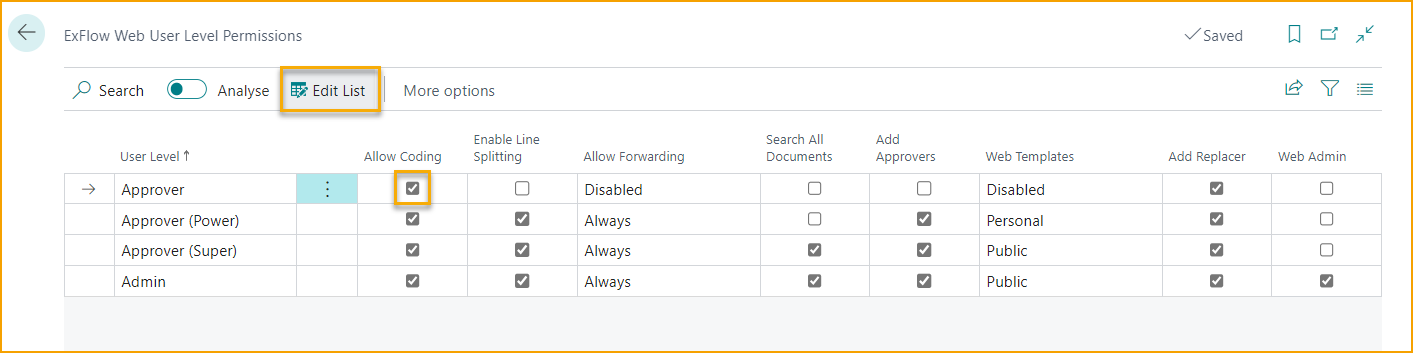 ExFlow Web User Level Permissions
Saved
Search Analyse Edit List More options
User Level ↑ Allow Coding Enable Line Splitting Allow Forwarding Search All Documents Add Approvers Web Templates Add Replacer Web Admin
Approver Disabled Disabled
Approver (Power) Always Personal
Approver (Super) Always Public
Admin Always Public